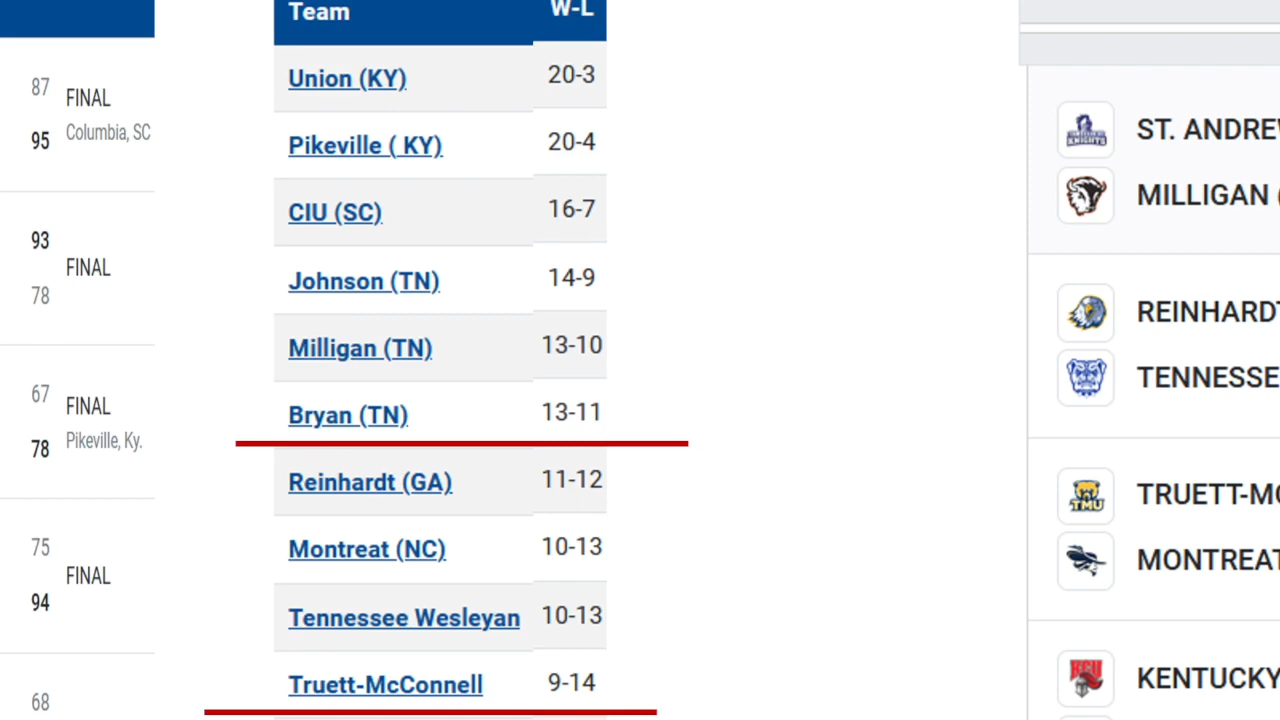 87
FINAL
Columbia, SC
95
93
FINAL
78
67
FINAL
Pikeville, Ky.
78
75
FINAL
94
68
Team W-L
Union (KY) 20-3
Pikeville ( KY) 20-4
CIU (SC) 16-7
Johnson (TN) 14-9
Milligan (TN) 13-10
Bryan (TN) 13-11
Reinhardt (GA) 11-12
Montreat (NC) 10-13
Tennessee Wesleyan 10-13
Truett-McConnell 9-14
KNIGHTS
ST. ANDREW
MILLIGAN (
REINHARDT
TENNESSE
TMU
TRUETT-MC
MONTREAT
KCU
KENTUCKY